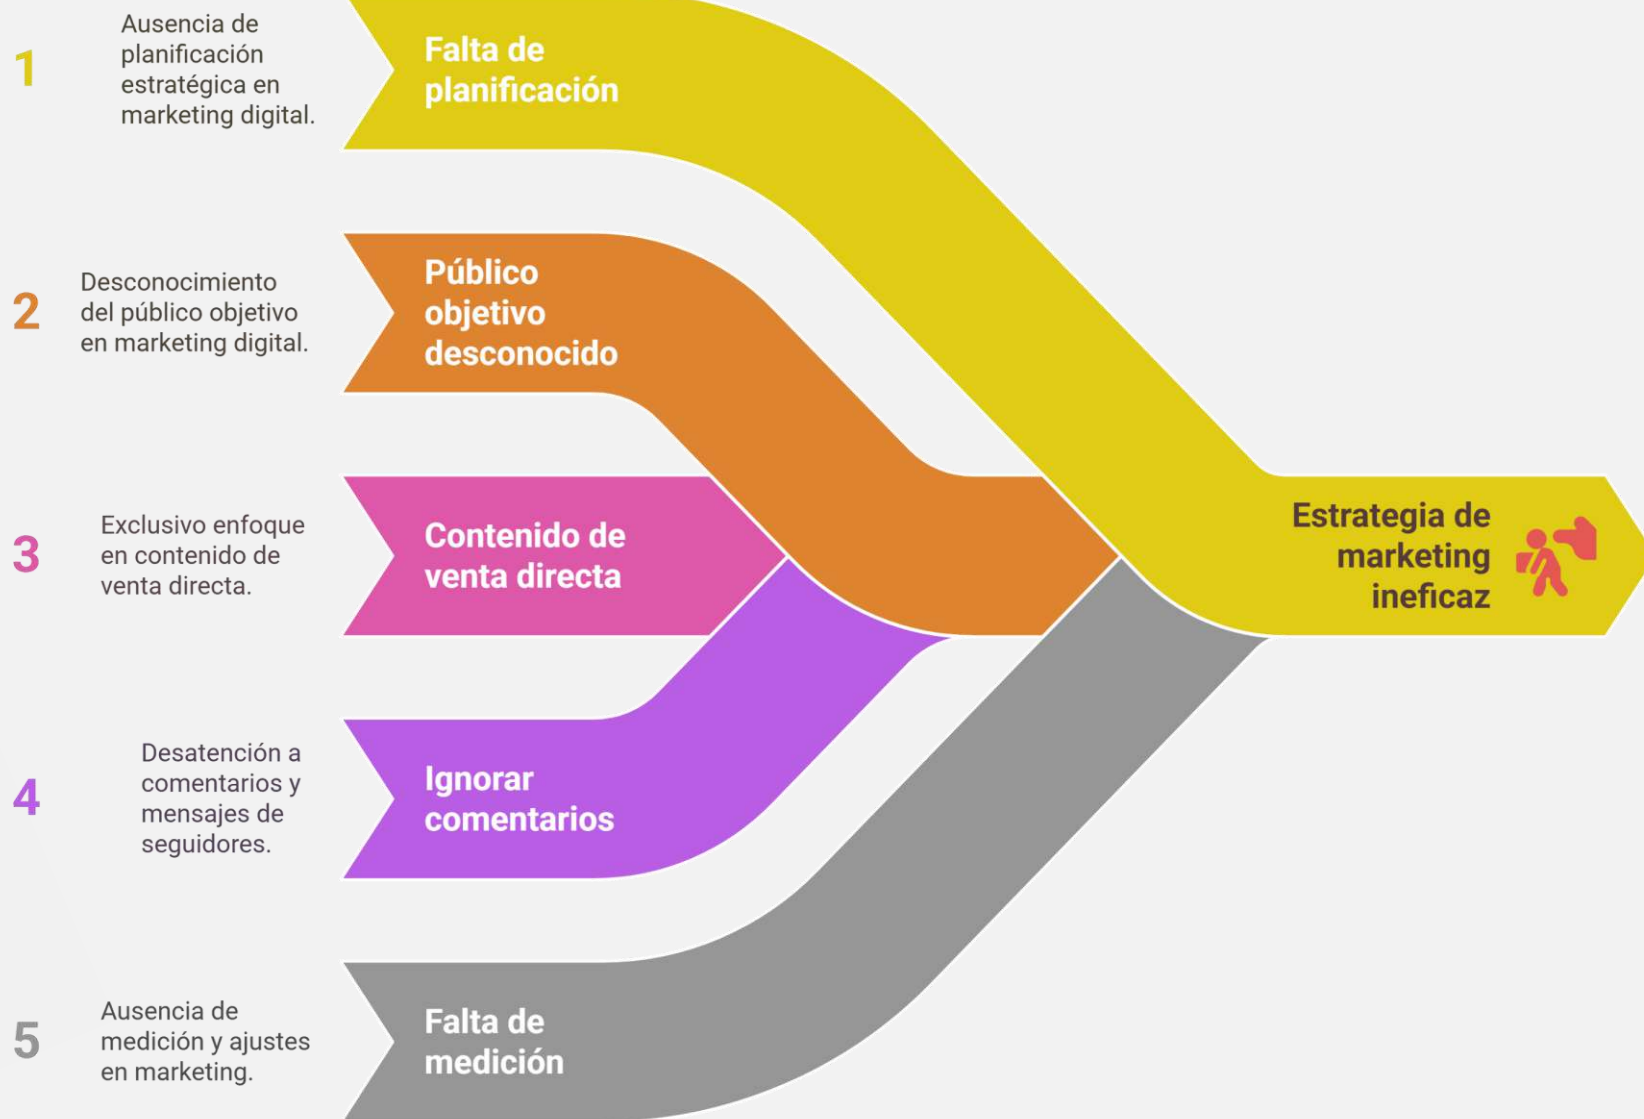 1
Ausencia de
planificación
estratégica en
marketing digital.
Falta de
planificación
2
Desconocimiento
del público objetivo
en marketing digital.
Público
objetivo
desconocido
3
Exclusivo enfoque
en contenido de
venta directa.
Contenido de
venta directa
Estrategia de
marketing
ineficaz
4
Desatención a
comentarios y
mensajes de
seguidores.
Ignorar
comentarios
5
Ausencia de
medición y ajustes
en marketing.
Falta de
medición